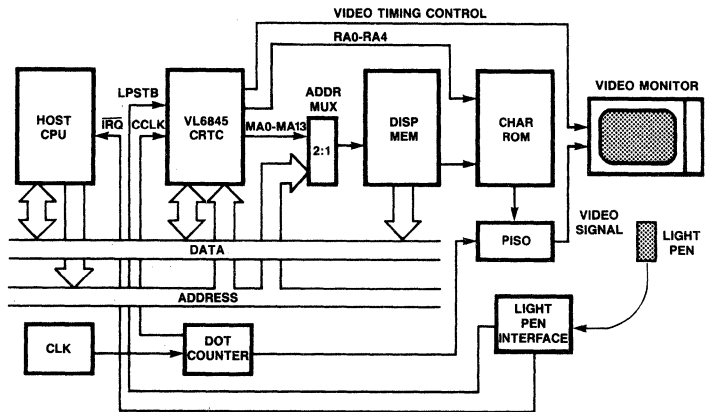 VIDEO TIMING CONTROL
RA0-RA4
LPSTB
ADDR
MUX
VIDEO MONITOR
HOST
CPU
IRQ
CCLK
VL6845
CRTC
MA0-MA13
2:1
DISP
MEM
CHAR
ROM
VIDEO
SIGNAL
PISO
LIGHT
PEN
DATA
ADDRESS
CLK
DOT
COUNTER
LIGHT
PEN
INTERFACE